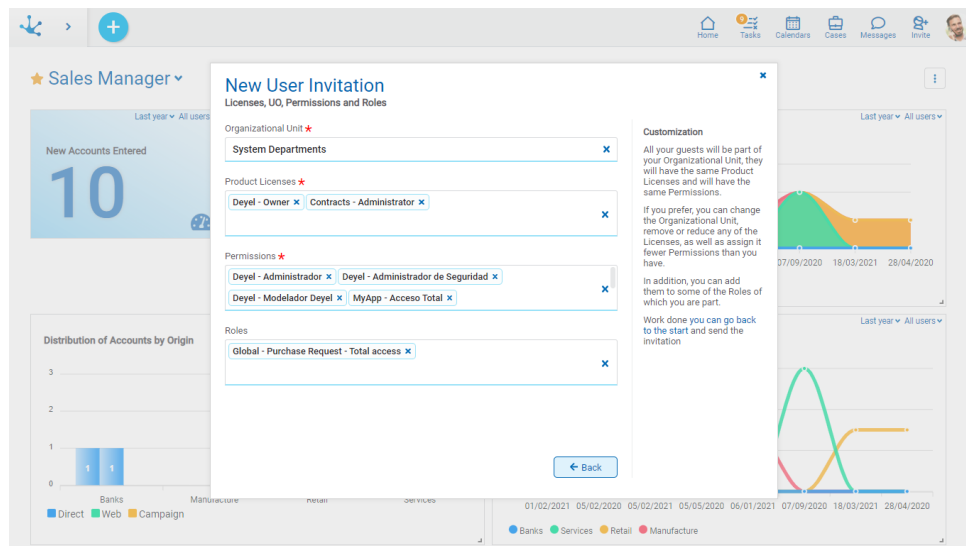 9
Home
Tasks
Calendars
Cases
Messages
Invite
Sales Manager
Last year All users
New Accounts Entered
10
New User Invitation
Licenses, UO, Permissions and Roles
Organizational Unit *
System Departments
Product Licenses *
Deyel - Owner × Contracts - Administrator ×
Permissions *
Deyel - Administrador × Deyel - Administrador de Seguridad ×
Deyel - Modelador Deyel × MyApp - Acceso Total ×
Roles
Global - Purchase Request - Total access ×
Back
Customization
All your guests will be part of
your Organizational Unit, they
will have the same Product
Licenses and will have the
same Permissions.
If you prefer, you can change
the Organizational Unit,
remove or reduce any of the
Licenses, as well as assign it
fewer Permissions than you
have.
In addition, you can add
them to some of the Roles of
which you are part.
Work done you can go back
to the start and send the
invitation
Last year All users
07/09/2020 18/03/2021 28/04/2020
Distribution of Accounts by Origin
3
2
1
0
1 1
Banks Manufacture Retail Services
Direct Web Campaign
Last year All users
01/02/2021 05/02/2020 05/02/2021 05/05/2020 06/01/2021 07/09/2020 18/03/2021 28/04/2020
Banks Services Retail Manufacture